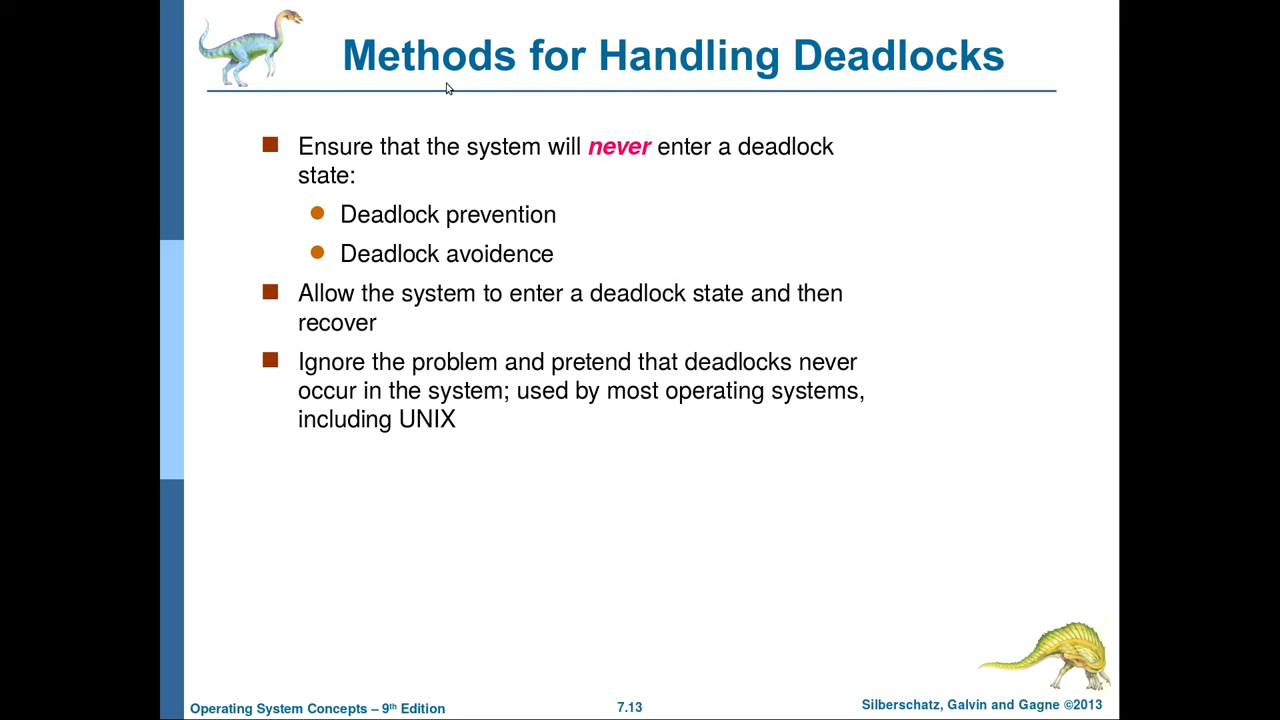 Methods for Handling Deadlocks
Ensure that the system will never enter a deadlock
state:
Deadlock prevention
Deadlock avoidence
Allow the system to enter a deadlock state and then
recover
Ignore the problem and pretend that deadlocks never
occur in the system; used by most operating systems,
including UNIX
Operating System Concepts – 9th Edition
7.13
Silberschatz, Galvin and Gagne ©2013